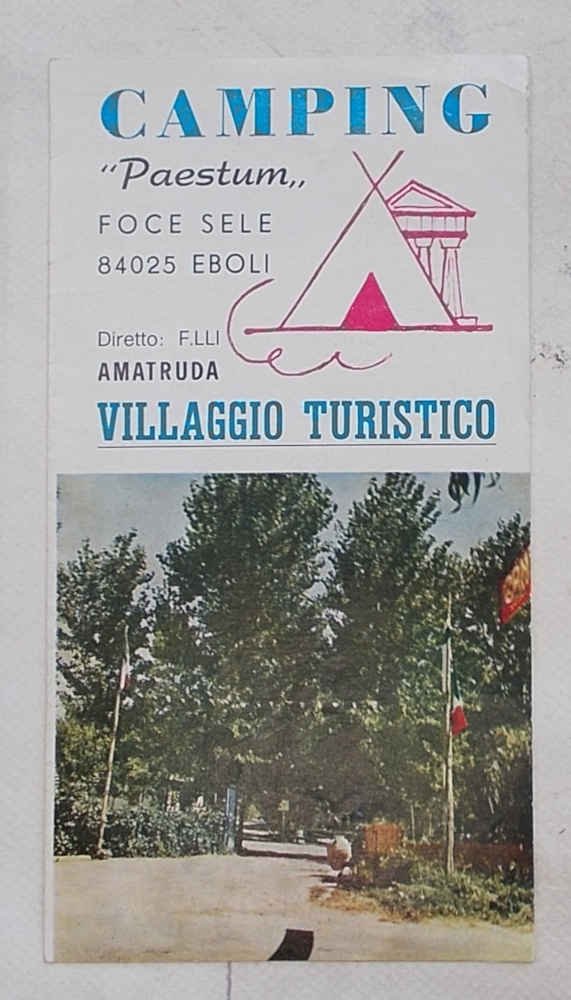 CAMPING
"Paestum„
FOCE SELE
84025 EBOLI
Diretto: F.LLI
AMATRUDA
VILLAGGIO TURISTICO